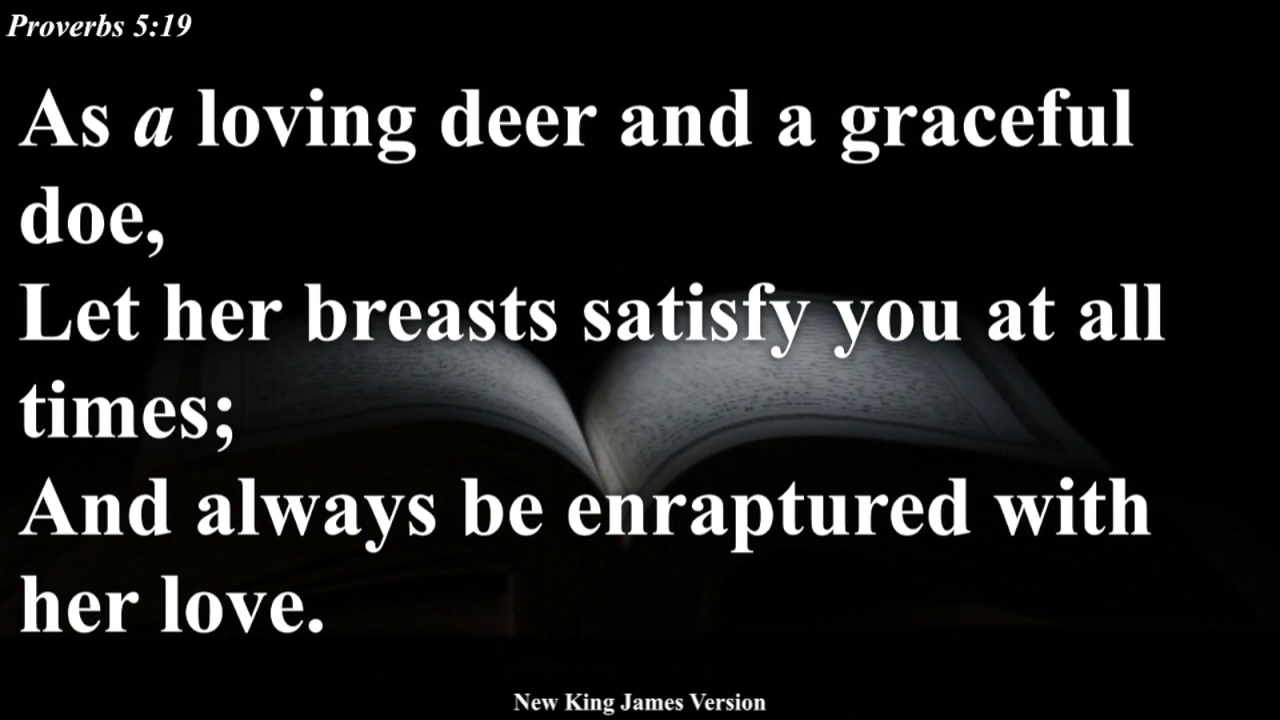 Proverbs 5:19
As a loving deer and a graceful
doe,
Let her breasts satisfy you at all
times;
And always be enraptured with
her love.
New King James Version